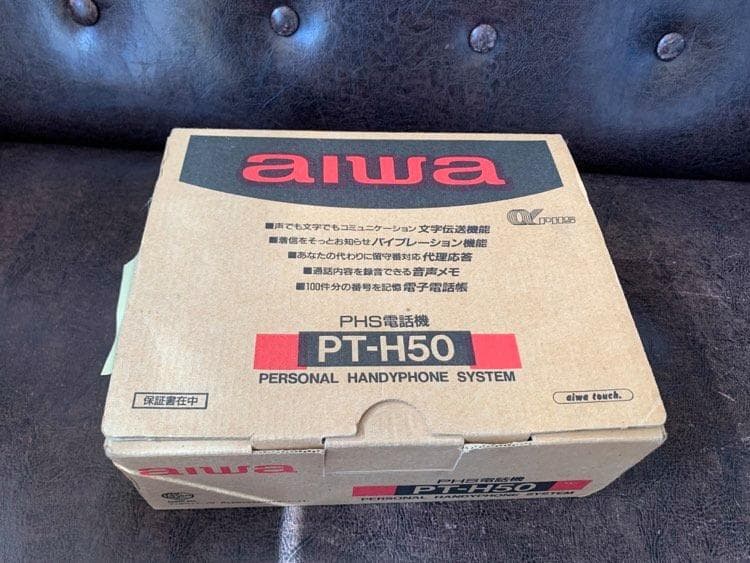 aiwa
■声でも文字でもコミュニケーション 文字伝送機能
■着信をそっとお知らせ バイブレーション機能
■あなたの代わりに留守番対応 代理応答
■通話内容を録音できる 音声メモ
■100件分の番号を記憶 電子電話帳
α PHS
PHS電話機
PT-H50
PERSONAL HANDYPHONE SYSTEM
保証書在中
aiwa touch.
aiwa
PHS電話機
PT-H50
PERSONAL HANDYPHONE SYSTEM